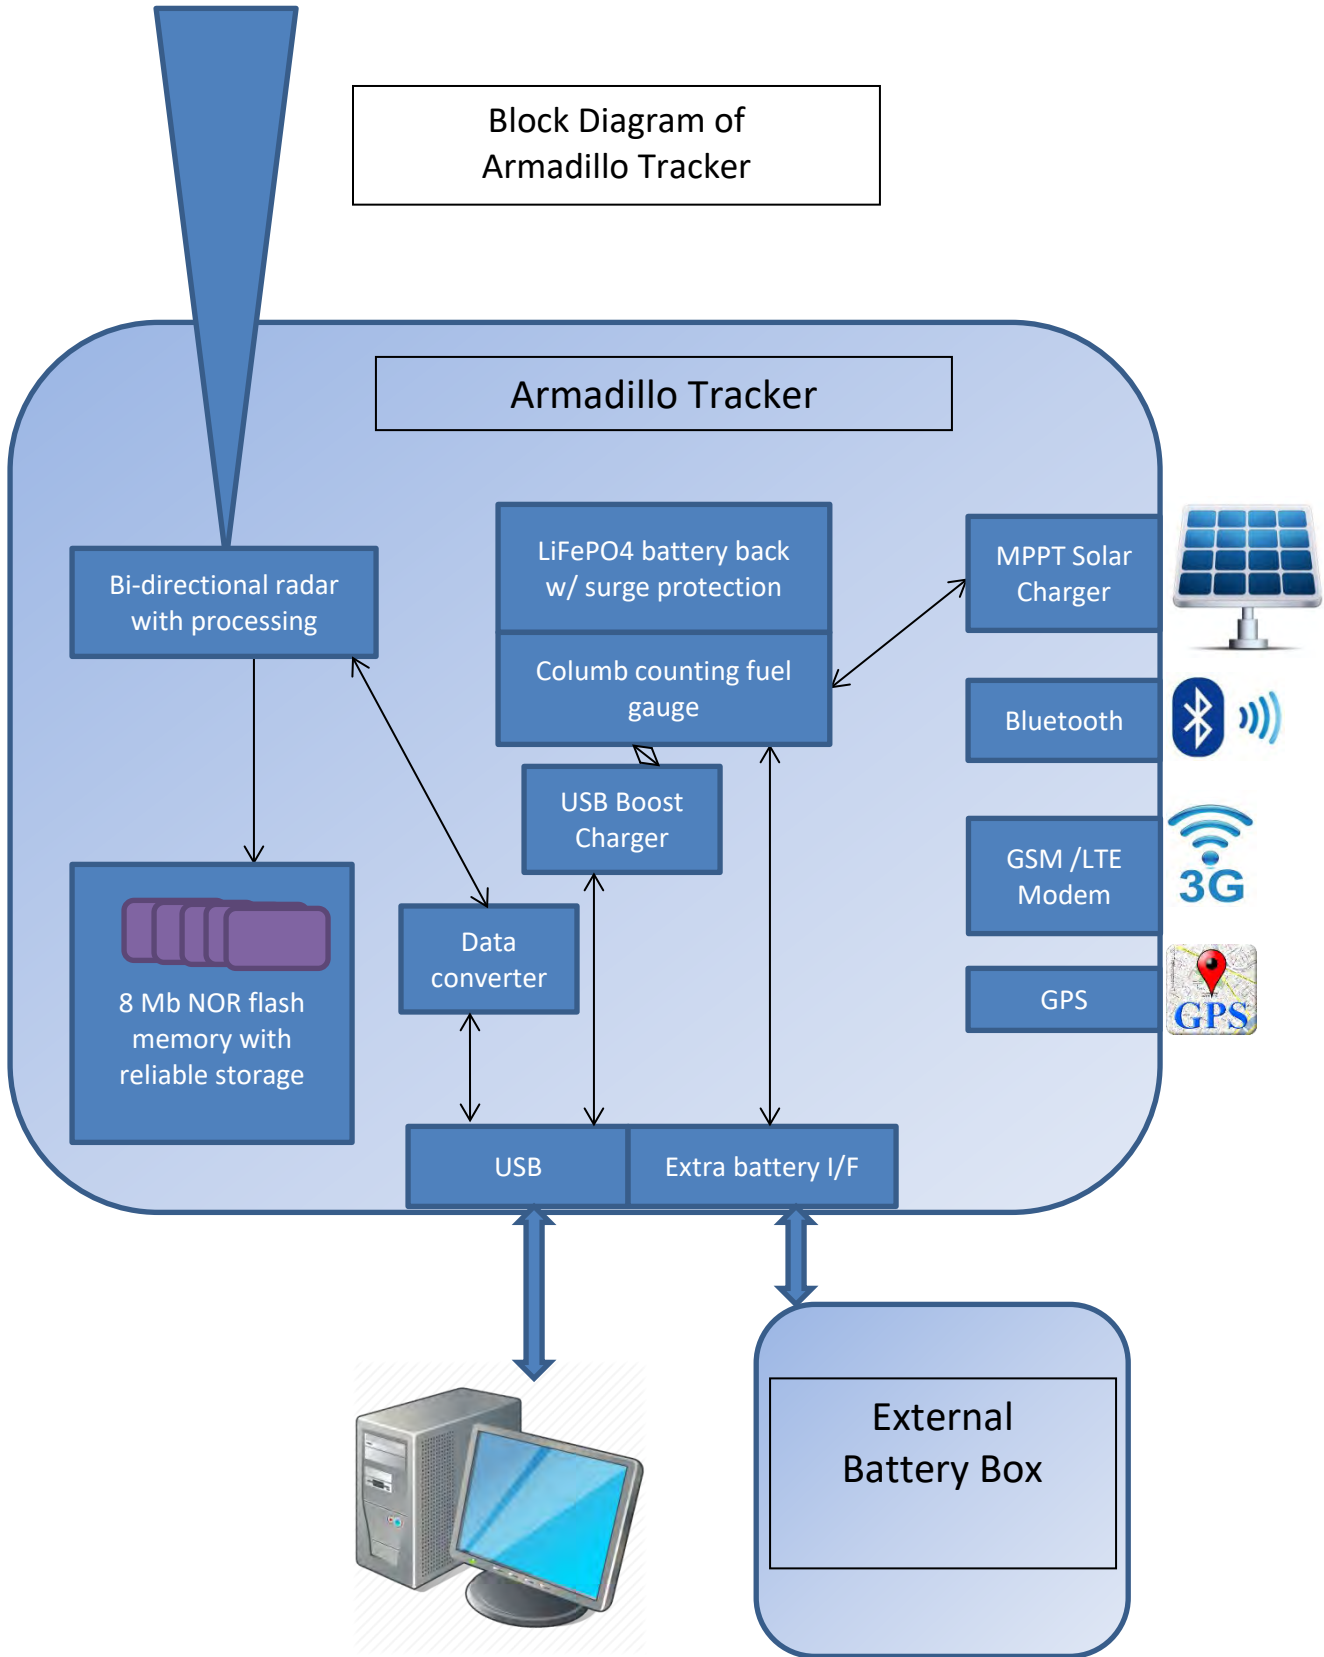 Block Diagram of
Armadillo Tracker
Armadillo Tracker
LiFePO4 battery back
w/ surge protection
MPPT Solar
Charger
Bi-directional radar
with processing
Columb counting fuel
gauge
Bluetooth
USB Boost
Charger
GSM /LTE
Modem
3G
Data
converter
8 Mb NOR flash
memory with
reliable storage
GPS
GPS
USB
Extra battery I/F
External
Battery Box